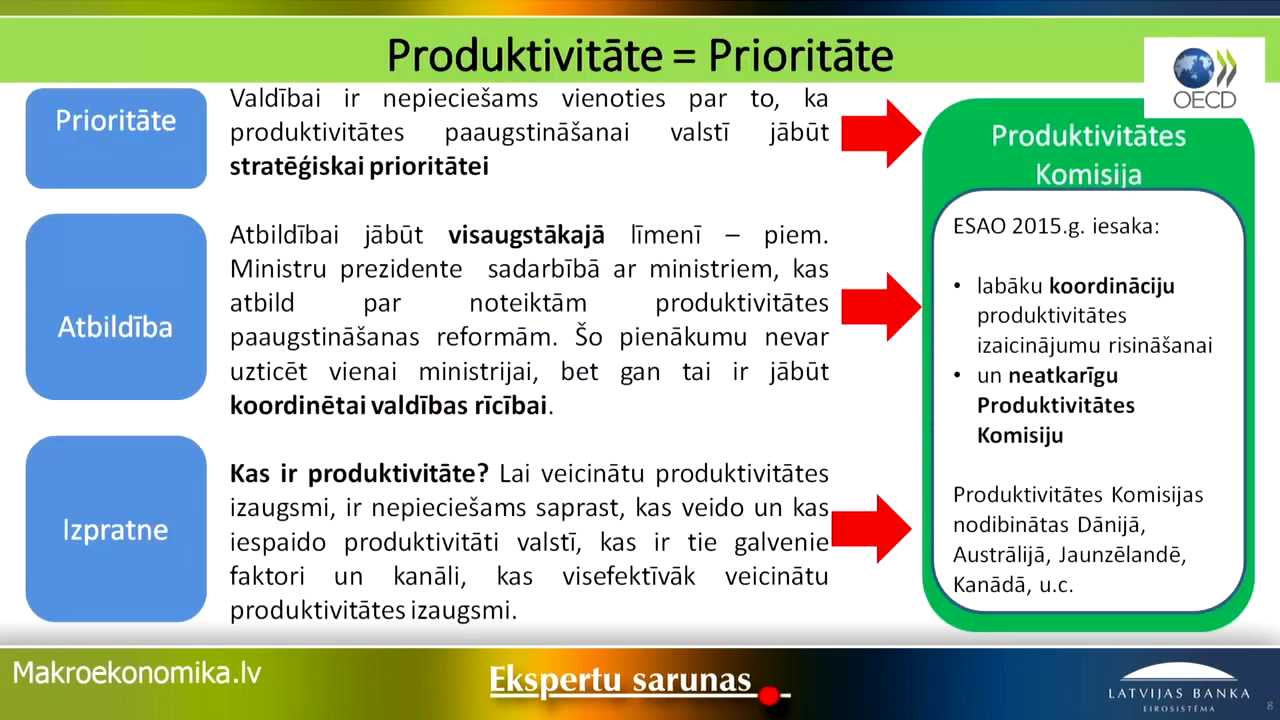 Produktivitāte = Prioritāte
OECD
Prioritāte
Valdībai ir nepieciešams vienoties par to, ka
produktivitātes paaugstināšanai valstī jābūt
stratēģiskai prioritātei
Atbildība
Atbildībai jābūt visaugstākajā līmenī – piem.
Ministru prezidente sadarbībā ar ministriem, kas
atbild par noteiktām produktivitātes
paaugstināšanas reformām. Šo pienākumu nevar
uzticēt vienai ministrijai, bet gan tai ir jābūt
koordinētai valdības rīcībai.
Izpratne
Kas ir produktivitāte? Lai veicinātu produktivitātes
izaugsmi, ir nepieciešams saprast, kas veido un kas
iespaido produktivitāti valstī, kas ir tie galvenie
faktori un kanāli, kas visefektīvāk veicinātu
produktivitātes izaugsmi.
Produktivitātes
Komisija
ESAO 2015.g. iesaka:
• labāku koordināciju
produktivitātes
izaicinājumu risināšanai
• un neatkarīgu
Produktivitātes
Komisiju
Produktivitātes Komisijas
nodibinātas Dānijā,
Austrālijā, Jaunzēlandē,
Kanādā, u.c.
Makroekonomika.lv
Ekspertu sarunas
LATVIJAS BANKA
EIROSISTĒMA
8